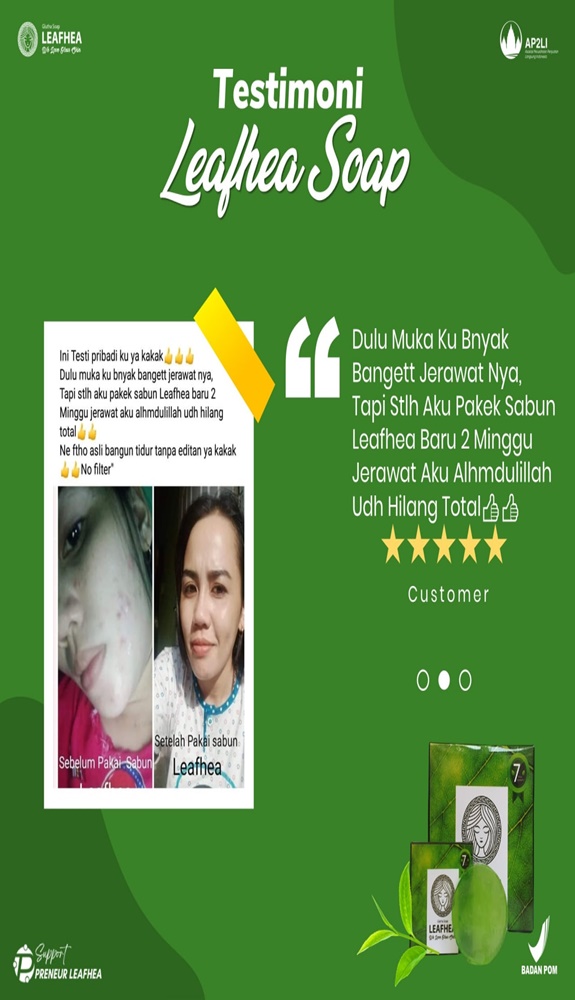 LEAFHEA
AP2LI
Testimoni
Leafhea Soap
Ini Testi pribadi ku ya kakak👍👍👍
Dulu muka ku bnyak bangett jerawat nya,
Tapi stlh aku pakek sabun Leafhea baru 2
Minggu jerawat aku alhmdulillah udh hilang
total👍👍
Ne ftho asli bangun tidur tanpa editan ya kakak
👍👍No filter"
Sebelum Pakai Sabun
Setelah Pakai sabun
Leafhea
“
Dulu Muka Ku Bnyak
Bangett Jerawat Nya,
Tapi Stlh Aku Pakek Sabun
Leafhea Baru 2 Minggu
Jerawat Aku Alhmdulillah
Udh Hilang Total👍👍
Customer
7
7
LEAFHEA
Support
PRENEUR LEAFHEA
BADAN POM